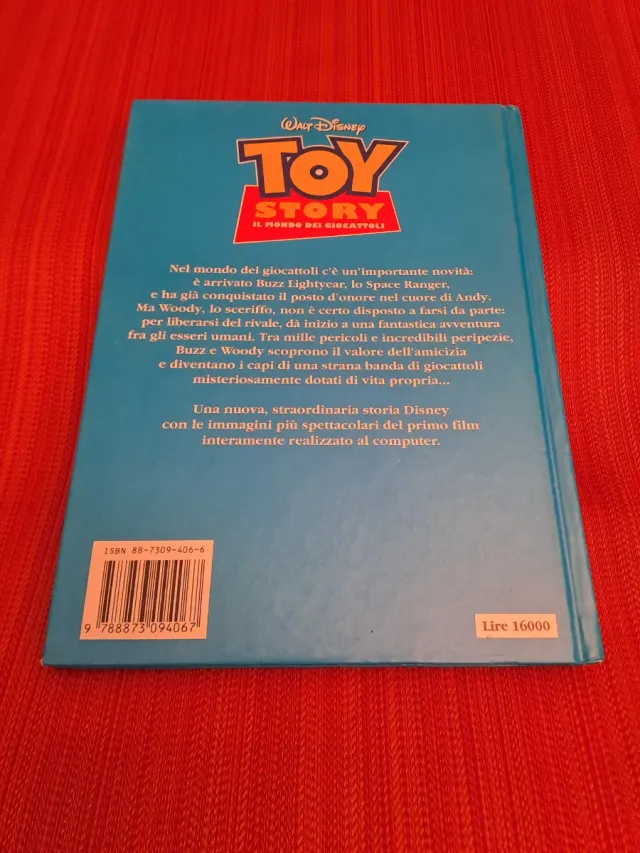 WALT DISNEY
TOY
STORY
IL MONDO DEI GIOCATTOLI
Nel mondo dei giocattoli c'è un'importante novità:
è arrivato Buzz Lightyear, lo Space Ranger,
e ha già conquistato il posto d'onore nel cuore di Andy.
Ma Woody, lo sceriffo, non è certo disposto a farsi da parte:
per liberarsi del rivale, dà inizio a una fantastica avventura
fra gli esseri umani. Tra mille pericoli e incredibili peripezie,
Buzz e Woody scoprono il valore dell'amicizia
e diventano i capi di una strana banda di giocattoli
misteriosamente dotati di vita propria...
Una nuova, straordinaria storia Disney
con le immagini più spettacolari del primo film
interamente realizzato al computer.
ISBN 88-7309-406-6
9 788873 094067
Lire 16000